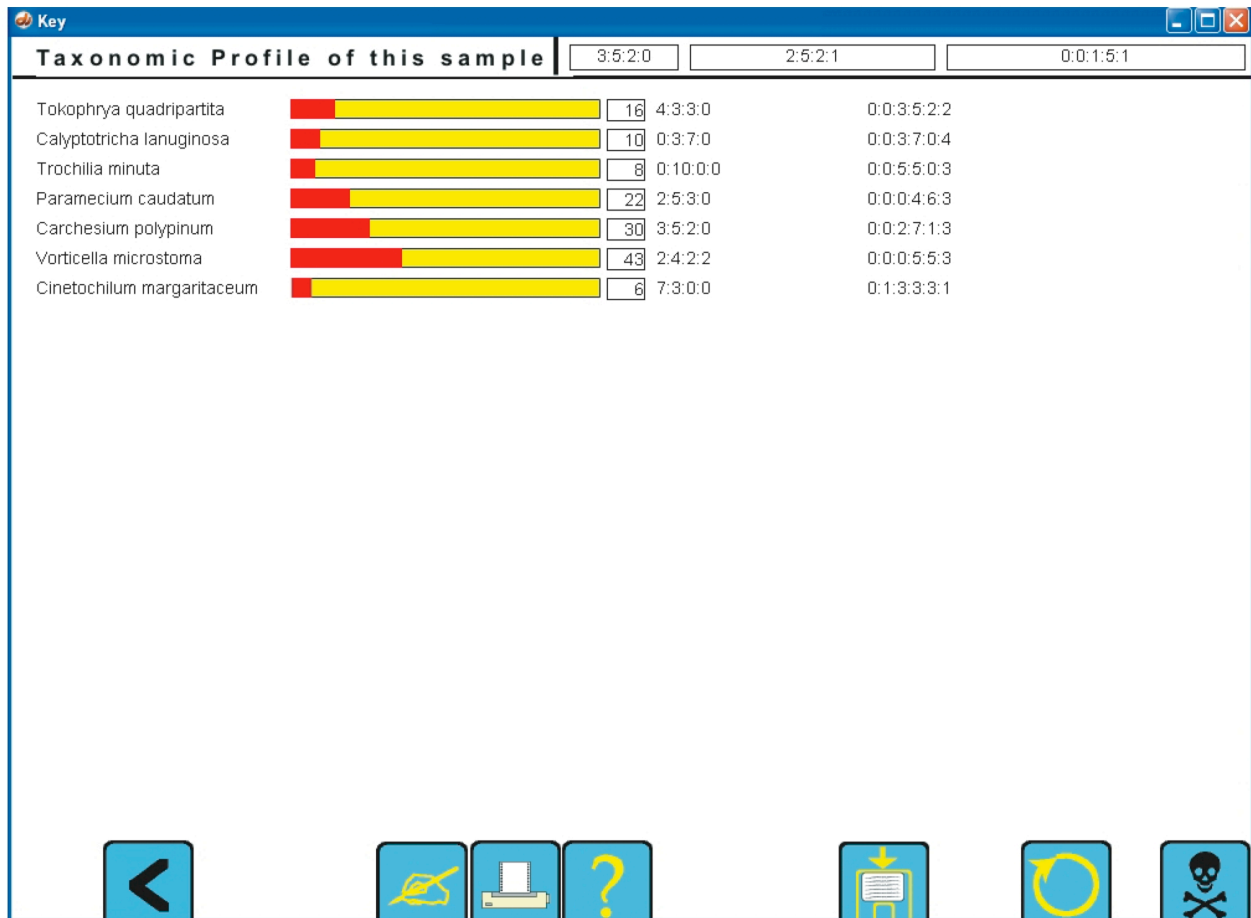 Key
Taxonomic Profile of this sample 3:5:2:0 2:5:2:1 0:0:1:5:1
Tokophrya quadripartita 16 4:3:3:0 0:0:3:5:2:2
Calyptotricha lanuginosa 10 0:3:7:0 0:0:3:7:0:4
Trochilia minuta 8 0:10:0:0 0:0:5:5:0:3
Paramecium caudatum 22 2:5:3:0 0:0:0:4:6:3
Carchesium polypinum 30 3:5:2:0 0:0:2:7:1:3
Vorticella microstoma 43 2:4:2:2 0:0:0:5:5:3
Cinetochilum margaritaceum 6 7:3:0:0 0:1:3:3:3:1
< ?